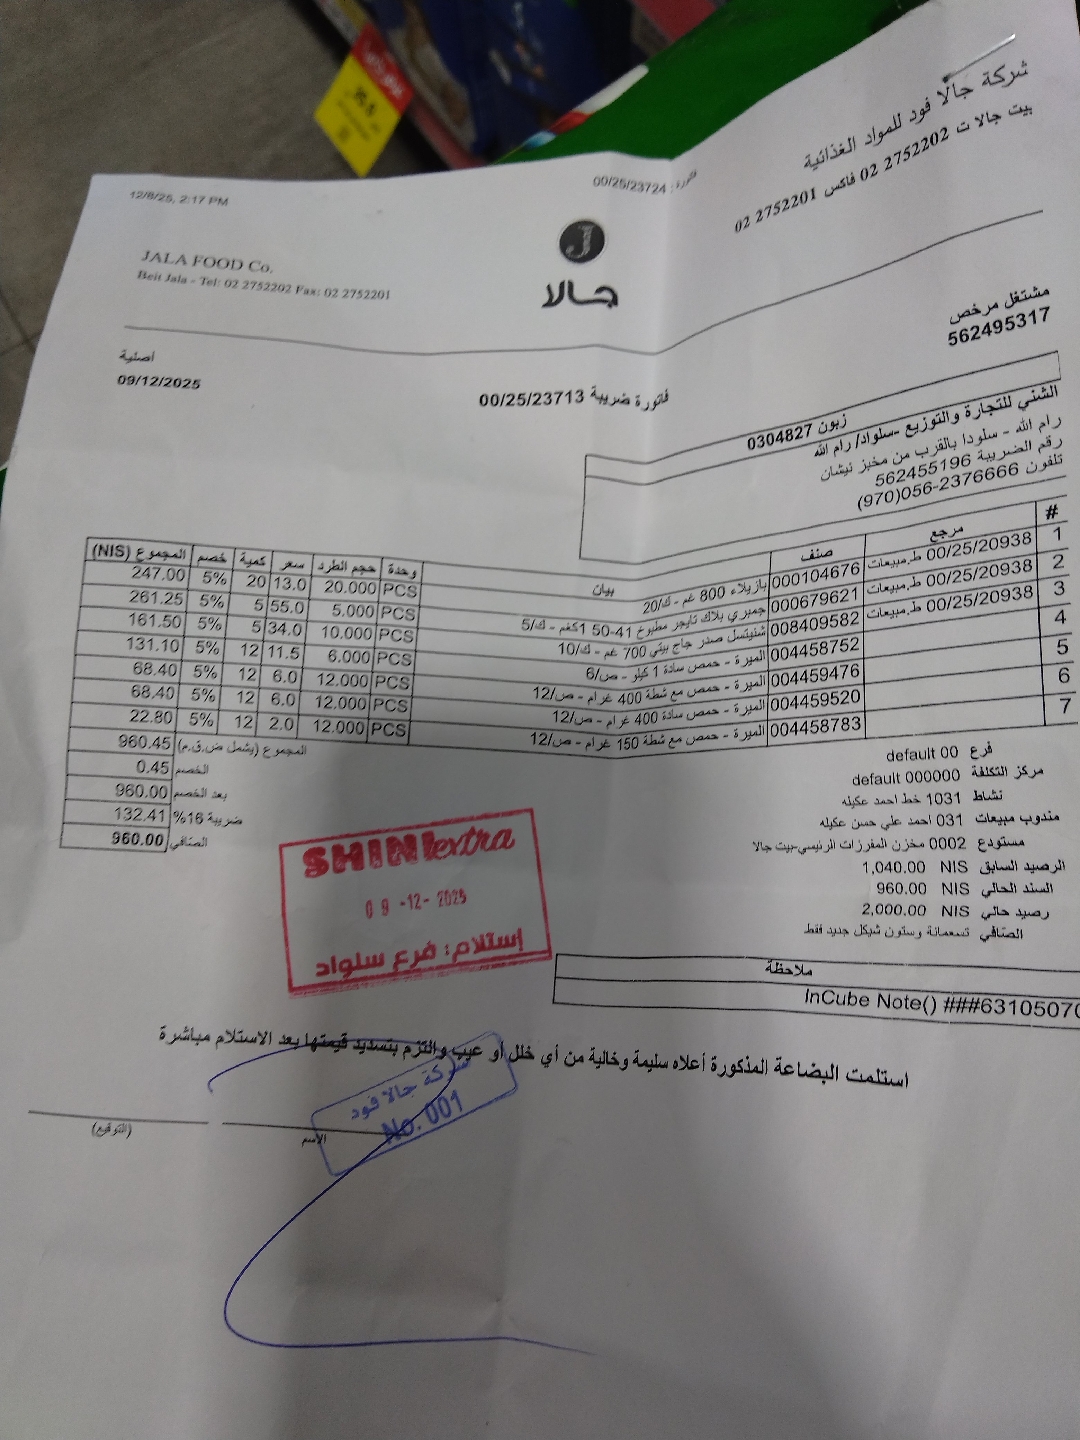 شركة جالا فود للمواد الغذائية
بيت جالا ت 2752202 02 فاكس 2752201 02
فاتورة : 00/25/23724
12/8/25, 2:17 PM
JALA FOOD Co.
Beit Jala - Tel: 02 2752202 Fax: 02 2752201
جالا
مشتغل مرخص
562495317
اصلية
09/12/2025
فاتورة ضريبة 00/25/23713
زبون 0304827
الشني للتجارة والتوزيع -سلواد/ رام الله
رام الله - سلودا بالقرب من مخبز نيشان
رقم الضريبة 562455196
تلفون 056-2376666(970)
# مرجع صنف بيان وحدة حجم الطرد سعر كمية خصم المجموع (NIS)
1 ط.مبيعات 00/25/20938 000104676 بازيلاء 800 غم - ك/20 PCS 20.000 13.0 20 5% 247.00
2 ط.مبيعات 00/25/20938 000679621 جمبري بلاك تايجر مطبوخ 41-50 1كغم - ك/5 PCS 5.000 55.0 5 5% 261.25
3 ط.مبيعات 00/25/20938 008409582 شنيتسل صدر جاج بيتي 700 غم - ك/10 PCS 10.000 34.0 5 5% 161.50
4 004458752 الميرة - حمص سادة 1 كيلو - ص/6 PCS 6.000 11.5 12 5% 131.10
5 004459476 الميرة - حمص مع شطة 400 غرام - ص/12 PCS 12.000 6.0 12 5% 68.40
6 004459520 الميرة - حمص سادة 400 غرام - ص/12 PCS 12.000 6.0 12 5% 68.40
7 004458783 الميرة - حمص مع شطة 150 غرام - ص/12 PCS 12.000 2.0 12 5% 22.80
المجموع (يشمل ض.ق.م) 960.45
الخصم 0.45
بعد الخصم 960.00
ضريبة 16% 132.41
الصافي 960.00
فرع 00 default
مركز التكلفة 000000 default
نشاط 1031 خط احمد عكيله
مندوب مبيعات 031 احمد علي حسن عكيله
مستودع 0002 مخزن المفرزات الرئيسي-بيت جالا
الرصيد السابق NIS 1,040.00
السند الحالي NIS 960.00
رصيد حالي NIS 2,000.00
الصافي تسعمائة وستون شيكل جديد فقط
SHINI extra
09 -12- 2025
إستلام: فرع سلواد
ملاحظة
InCube Note() ###6310507
استلمت البضاعة المذكورة أعلاه سليمة وخالية من أي خلل أو عيب والتزم بتسديد قيمتها بعد الاستلام مباشرة
شركة جالا فود
No. 001
الاسم
(التوقيع)